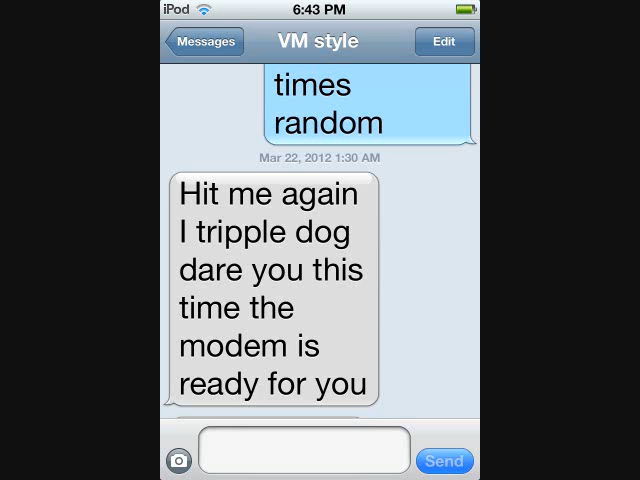 iPod 6:43 PM
Messages VM style Edit
times
random
Mar 22, 2012 1:30 AM
Hit me again
I tripple dog
dare you this
time the
modem is
ready for you
Send